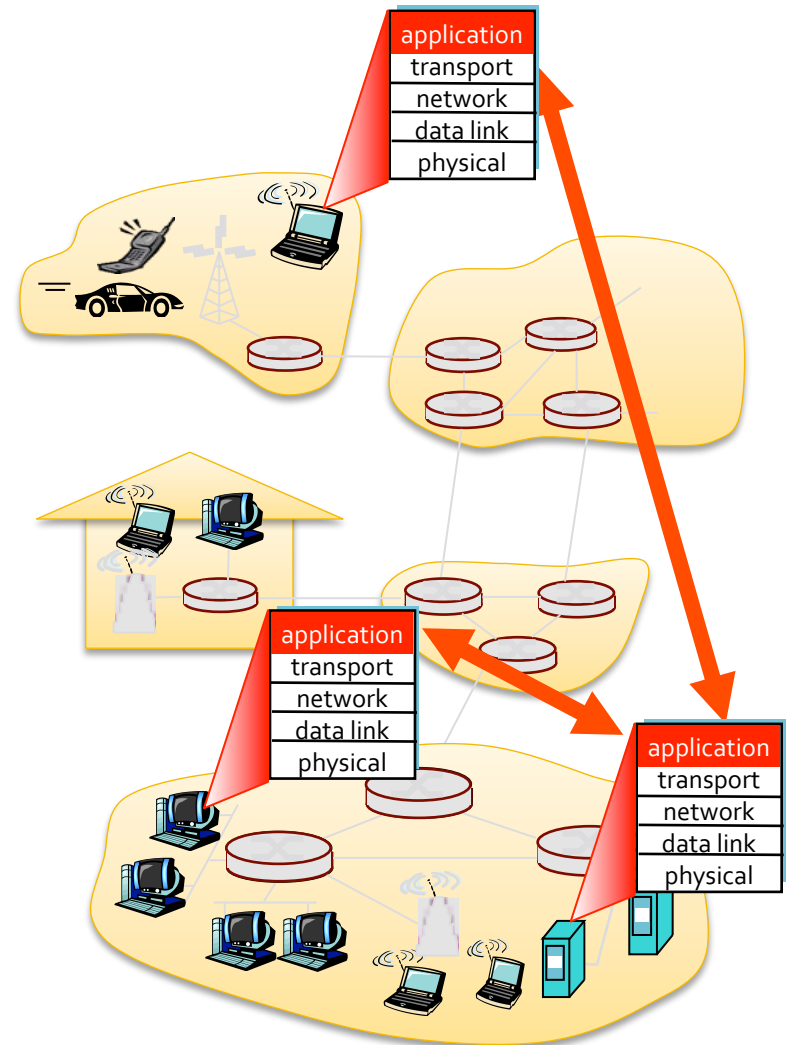 application
transport
network
data link
physical
application
transport
network
data link
physical
application
transport
network
data link
physical